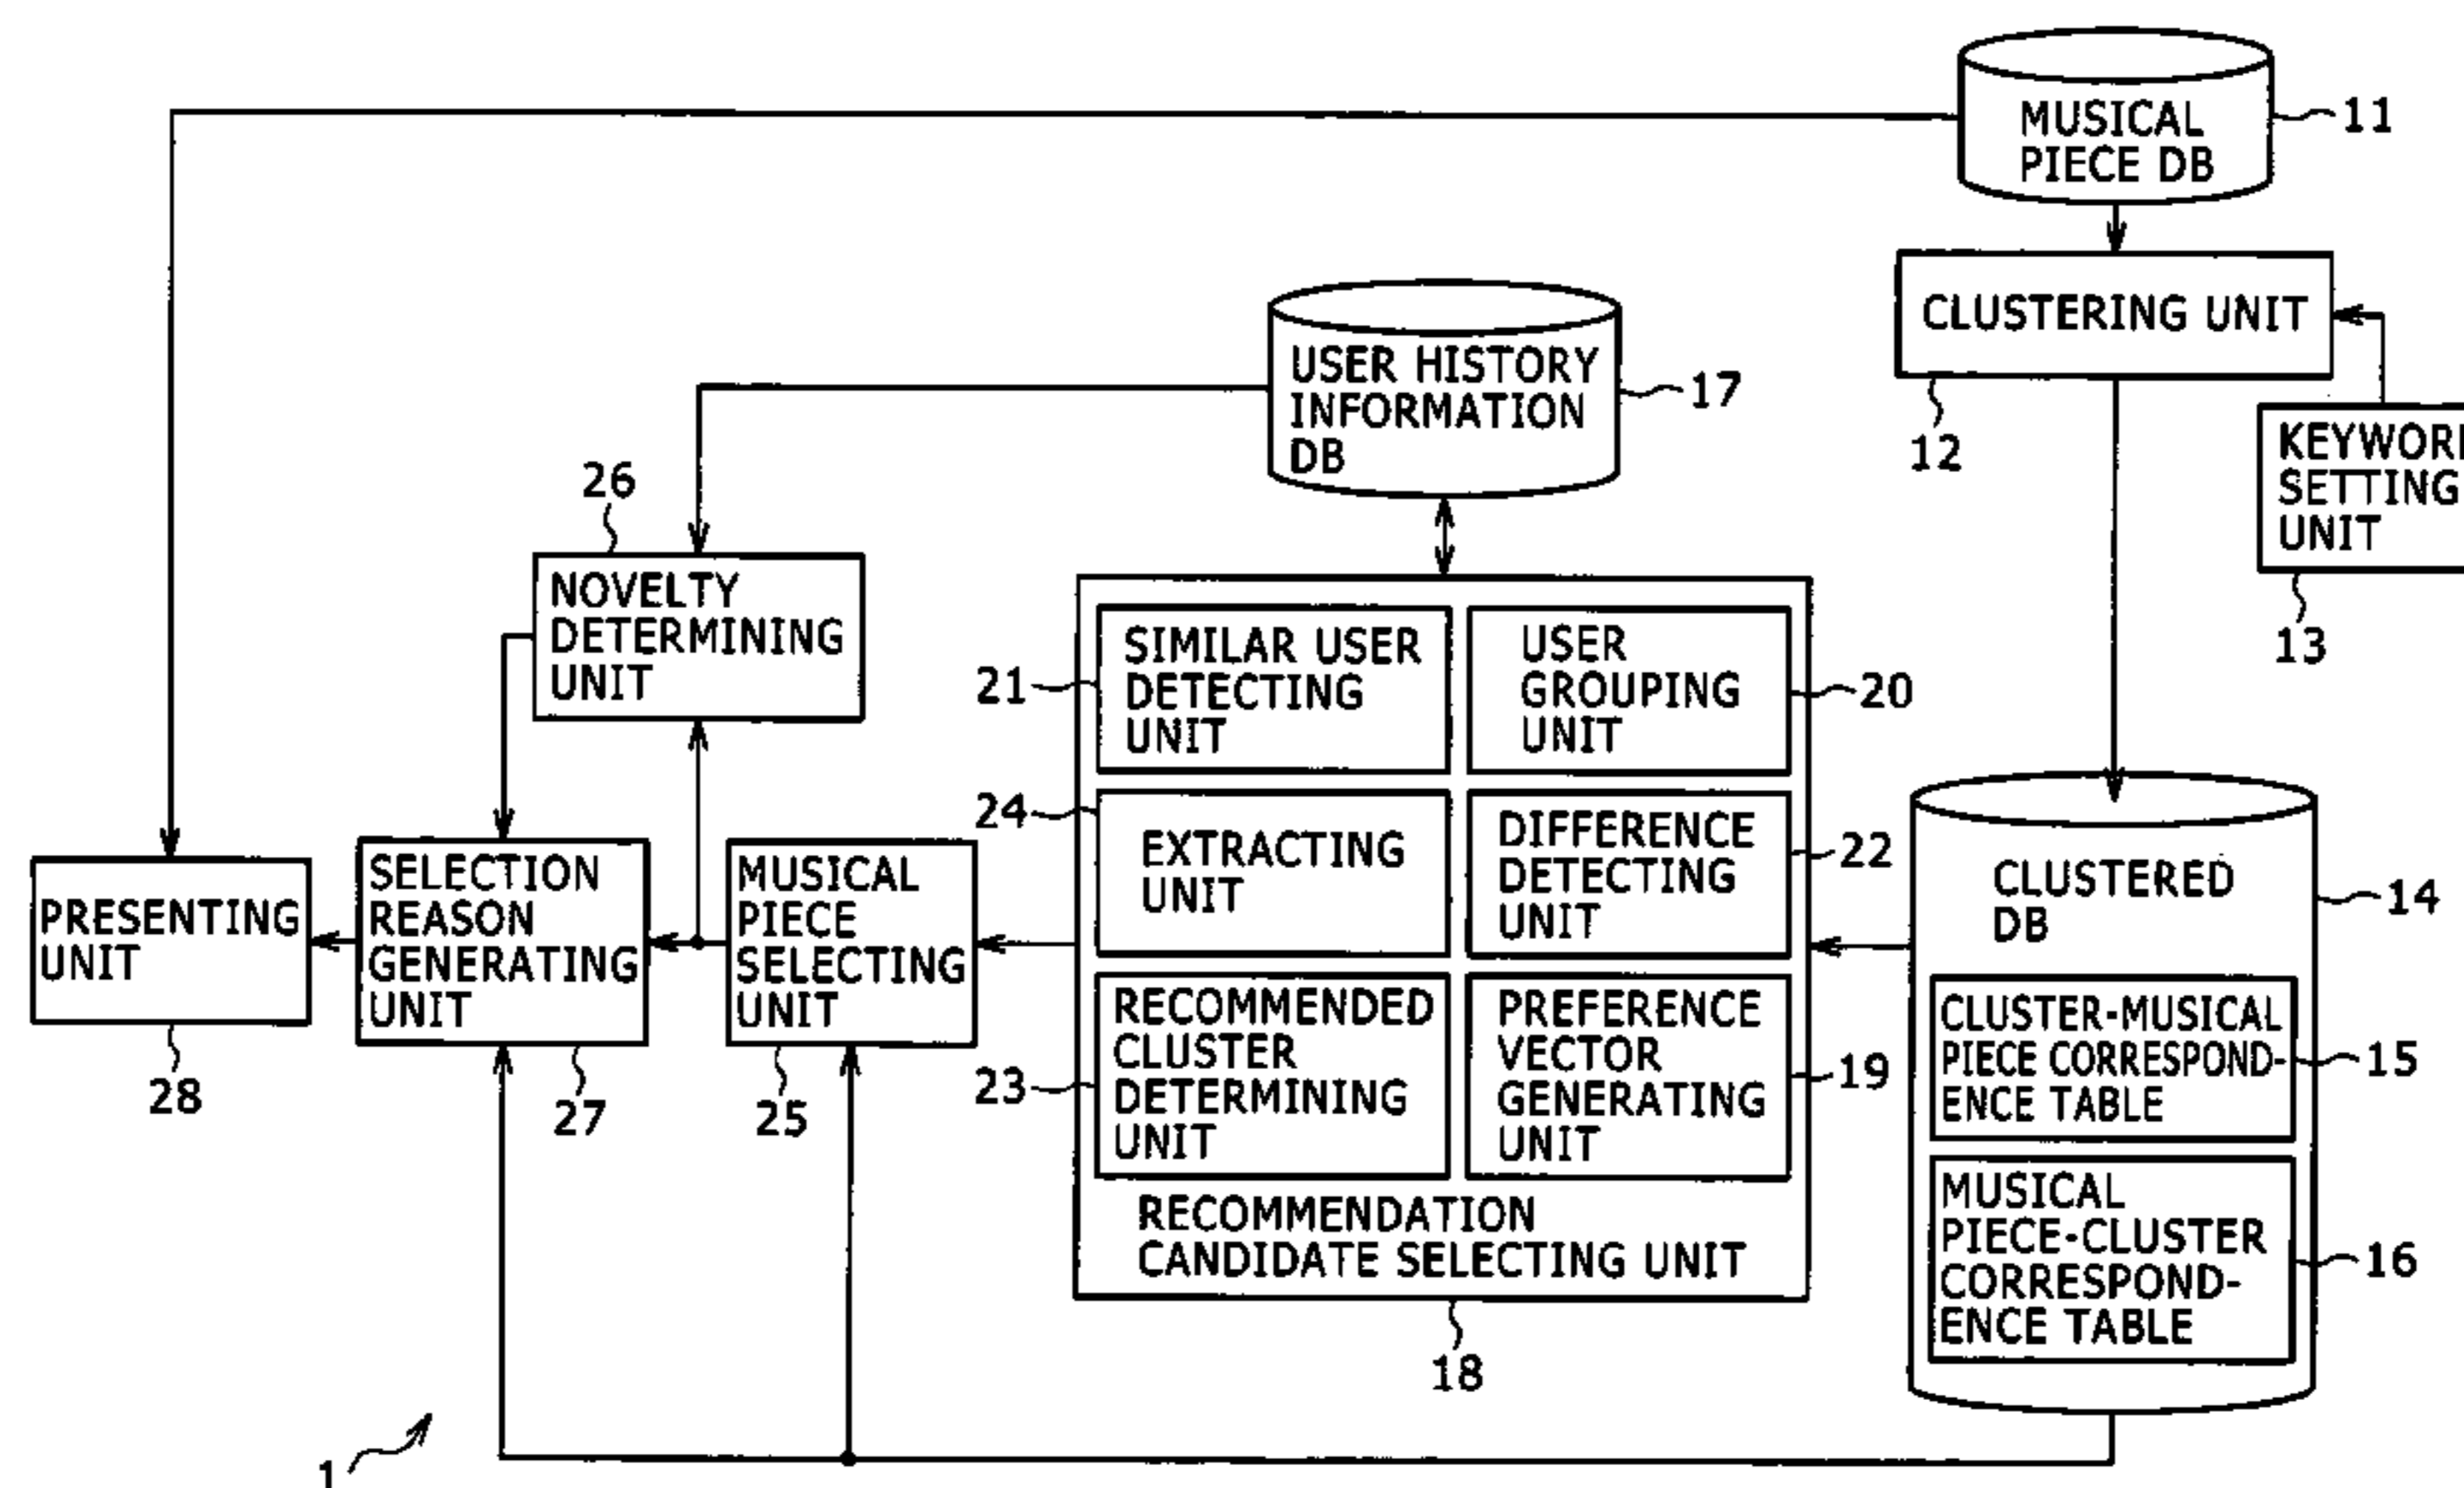 MUSICAL
PIECE DB
11
CLUSTERING UNIT
12
SETTING
UNIT
13
USER HISTORY
INFORMATION
DB
17
26
NOVELTY
DETERMINING
UNIT
SIMILAR USER
DETECTING
UNIT
21
USER
GROUPING
UNIT
20
24
EXTRACTING
UNIT
DIFFERENCE
DETECTING
UNIT
22
RECOMMENDED
CLUSTER
DETERMINING
UNIT
23
PREFERENCE
VECTOR
GENERATING
UNIT
19
RECOMMENDATION
CANDIDATE SELECTING UNIT
18
CLUSTERED
DB
14
CLUSTER-MUSICAL
PIECE CORRESPOND-
ENCE TABLE
15
MUSICAL
PIECE-CLUSTER
CORRESPOND-
ENCE TABLE
16
PRESENTING
UNIT
28
SELECTION
REASON
GENERATING
UNIT
27
MUSICAL
PIECE
SELECTING
UNIT
25
1